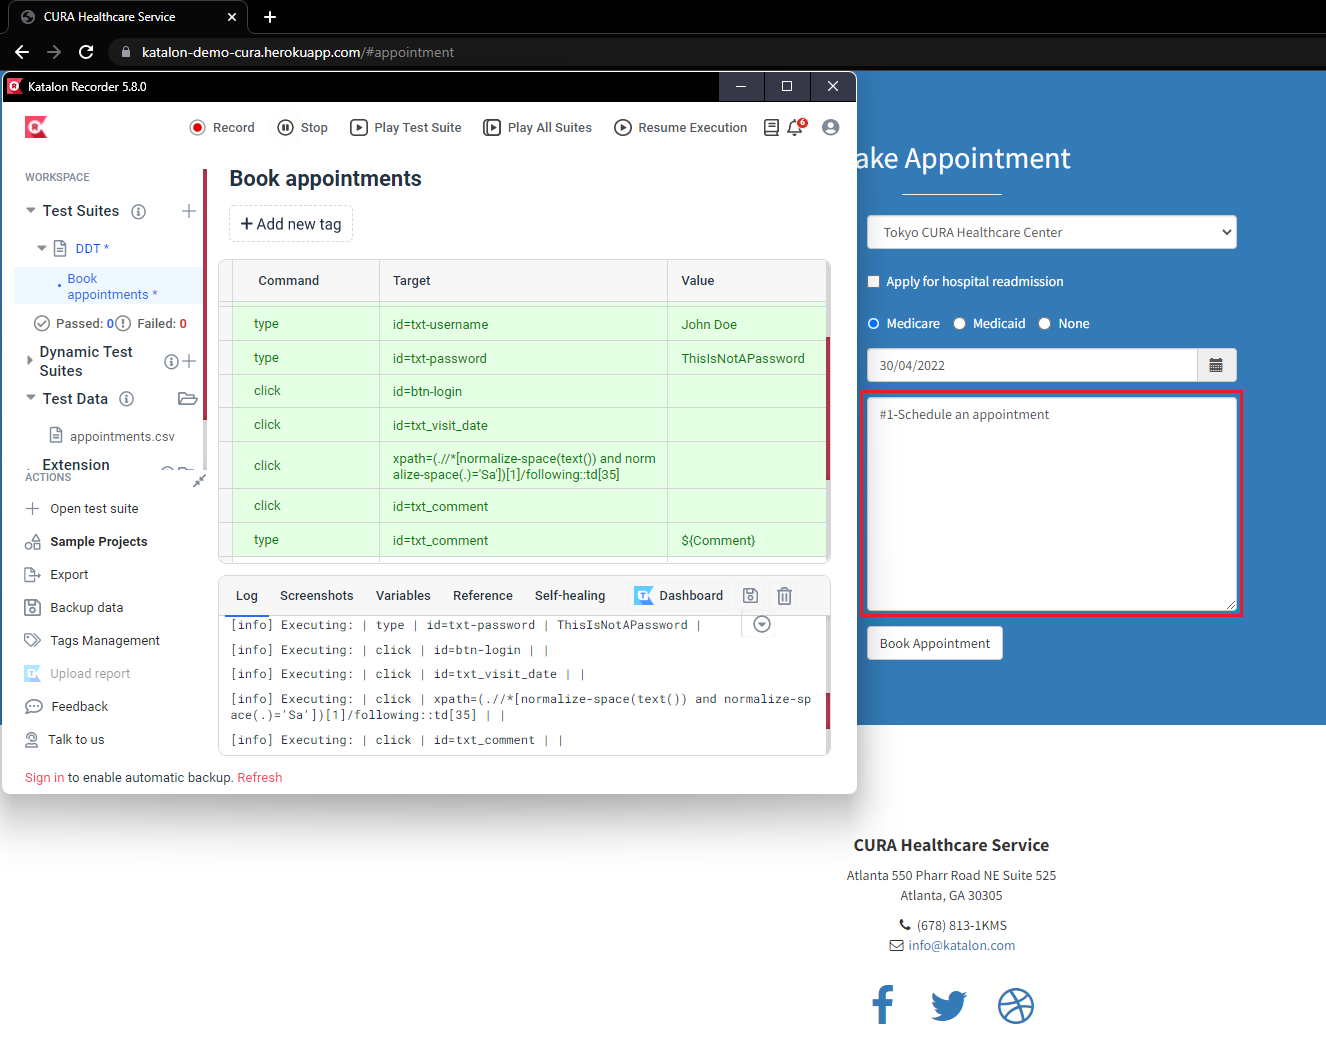 CURA Healthcare Service
katalon-demo-cura.herokuapp.com/#appointment
Katalon Recorder 5.8.0
Record
Stop
Play Test Suite
Play All Suites
Resume Execution
6
WORKSPACE
Test Suites
DDT *
Book
appointments *
Passed: 0
Failed: 0
Dynamic Test
Suites
Test Data
appointments.csv
Extension
ACTIONS
Open test suite
Sample Projects
Export
Backup data
Tags Management
Upload report
Feedback
Talk to us
Sign in to enable automatic backup. Refresh
Book appointments
+ Add new tag
Command Target Value
type id=txt-username John Doe
type id=txt-password ThisIsNotAPassword
click id=btn-login
click id=txt_visit_date
click xpath=(.//*[normalize-space(text()) and norm
alize-space(.)='Sa'])[1]/following::td[35]
click id=txt_comment
type id=txt_comment ${Comment}
Log Screenshots Variables Reference Self-healing Dashboard
[info] Executing: | type | id=txt-password | ThisIsNotAPassword |
[info] Executing: | click | id=btn-login | |
[info] Executing: | click | id=txt_visit_date | |
[info] Executing: | click | xpath=(.//*[normalize-space(text()) and normalize-sp
ace(.)='Sa'])[1]/following::td[35] | |
[info] Executing: | click | id=txt_comment | |
ake Appointment
Tokyo CURA Healthcare Center
Apply for hospital readmission
Medicare Medicaid None
30/04/2022
#1-Schedule an appointment
Book Appointment
CURA Healthcare Service
Atlanta 550 Pharr Road NE Suite 525
Atlanta, GA 30305
(678) 813-1KMS
info@katalon.com